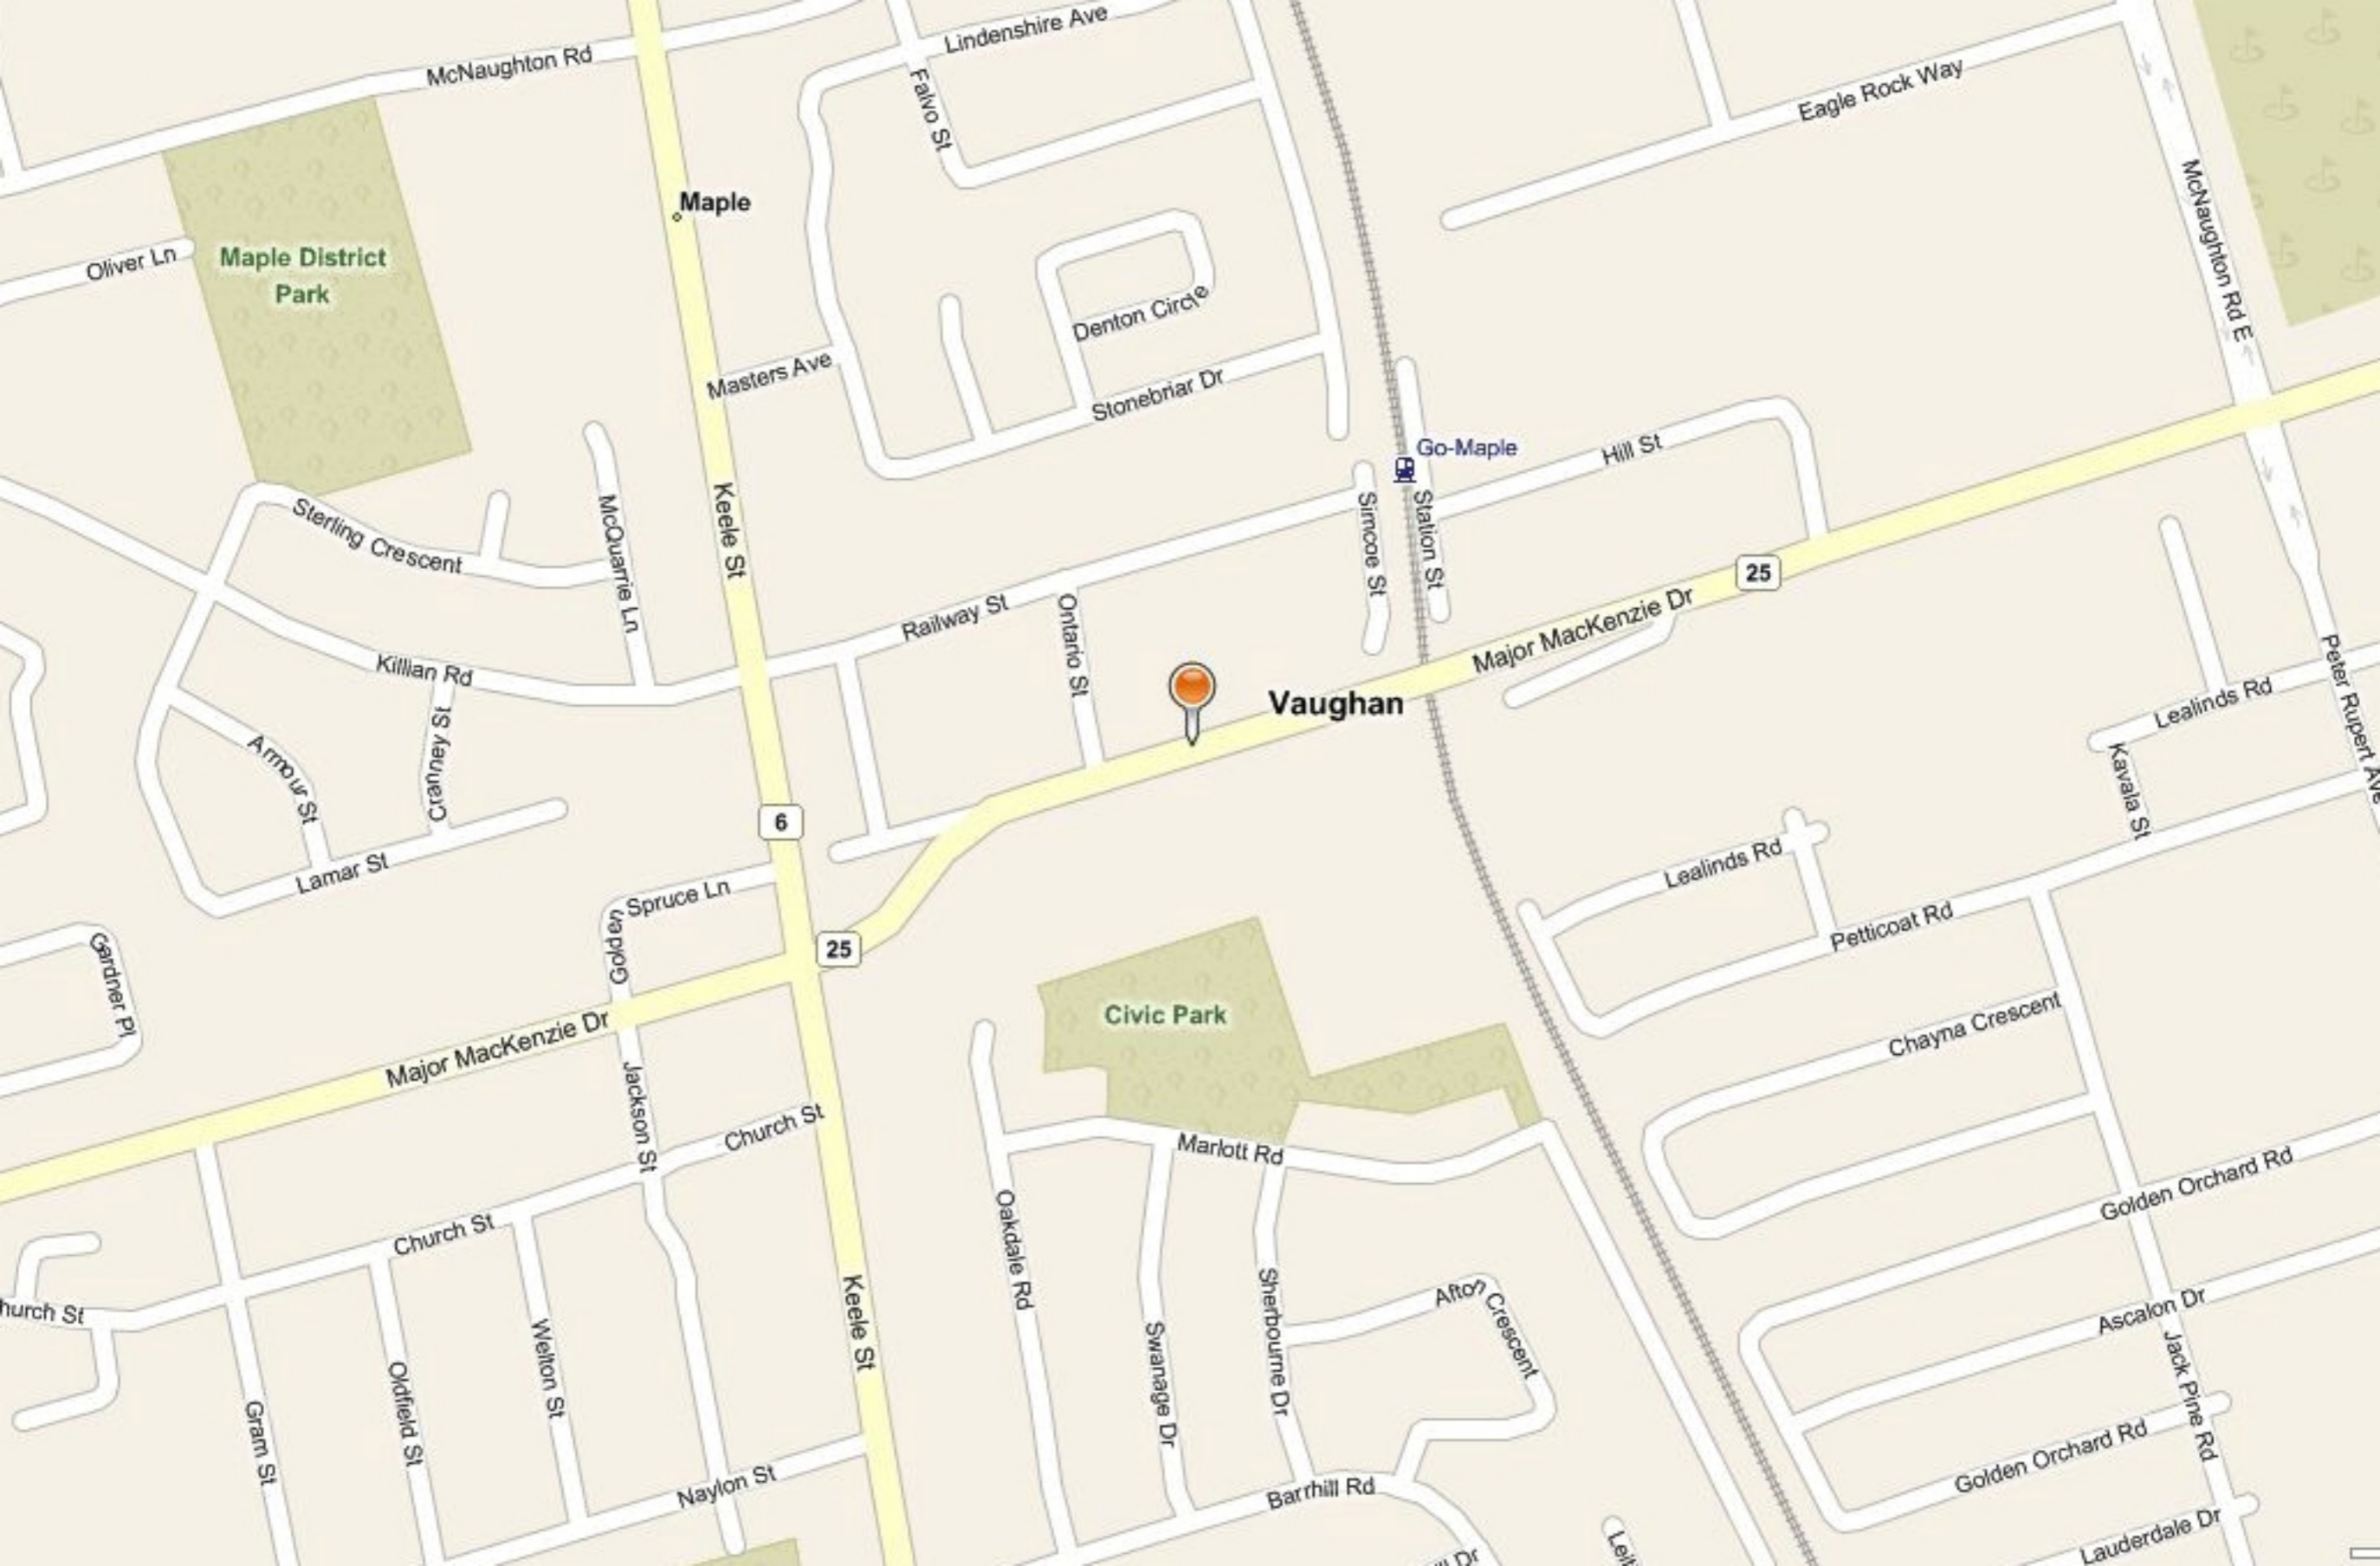 Lindenshire Ave
McNaughton Rd
Falvo St
Eagle Rock Way
McNaughton Rd E
Maple
Oliver Ln
Maple District
Park
Denton Circle
Masters Ave
Stonebriar Dr
Go-Maple
Hill St
Sterling Crescent
McQuarrie Ln
Keele St
Simcoe St
Station St
25
Railway St
Ontario St
Major MacKenzie Dr
Killian Rd
Vaughan
Peter Rupert Ave
Lealinds Rd
Cranney St
Armour St
Kavala St
6
Lamar St
Lealinds Rd
Spruce Ln
Goldes
Petticoat Rd
25
Gardner Pl
Civic Park
Chayna Crescent
Major MacKenzie Dr
Jackson St
Church St
Marlott Rd
Golden Orchard Rd
Church St
Oakdale Rd
hurch St
Keele St
Sherbourne Dr
Afton Crescent
Ascalon Dr
Welton St
Swanage Dr
Jack Pine Rd
Oldfield St
Gram St
Golden Orchard Rd
Naylon St
Barrhill Rd
Lauderdale Dr
ill Dr